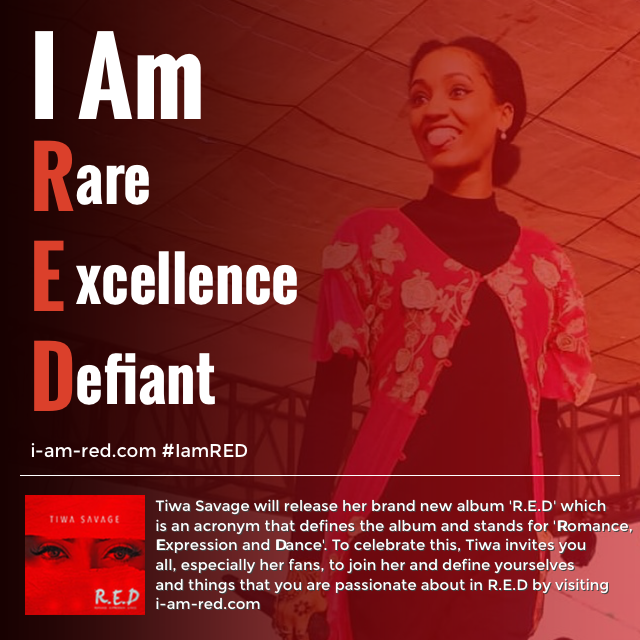 I Am
Rare
Excellence
Defiant
i-am-red.com #IamRED
TIWA SAVAGE
R.E.D
Tiwa Savage will release her brand new album 'R.E.D' which
is an acronym that defines the album and stands for 'Romance,
Expression and Dance'. To celebrate this, Tiwa invites you
all, especially her fans, to join her and define yourselves
and things that you are passionate about in R.E.D by visiting
i-am-red.com